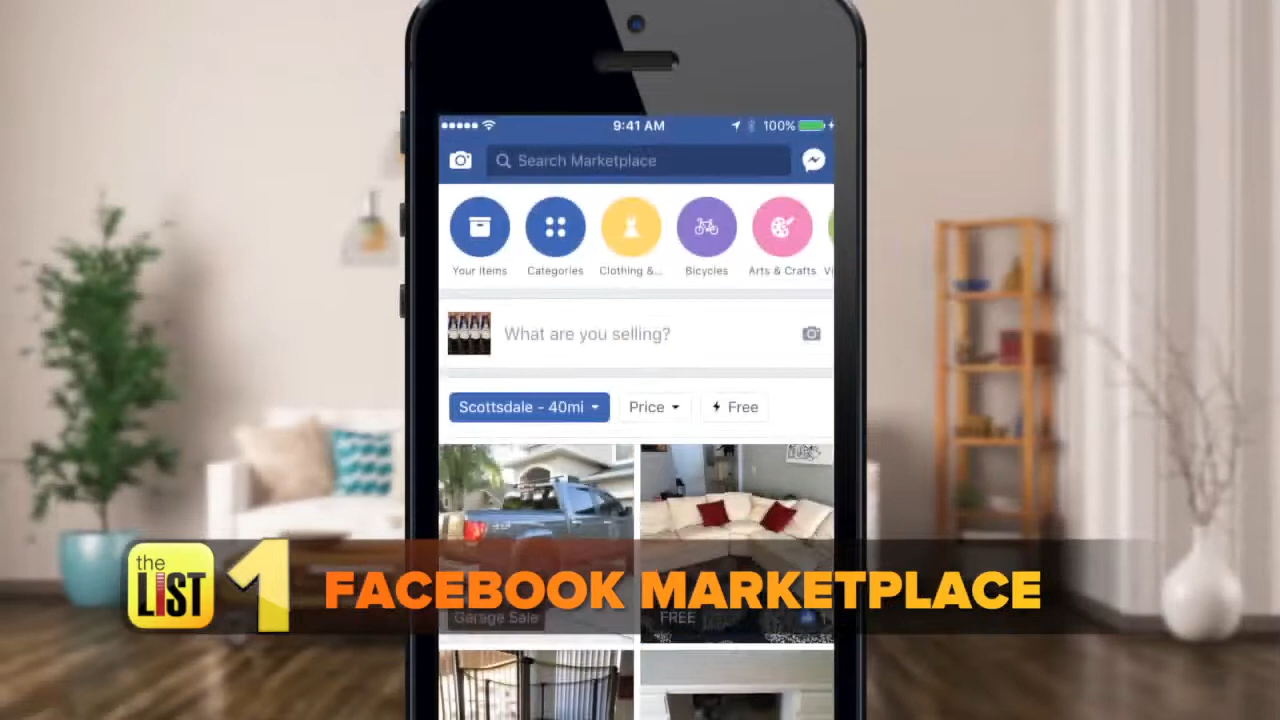 9:41 AM
100%
Search Marketplace
Your Items
Categories
Clothing &...
Bicycles
Arts & Crafts
Vi
What are you selling?
Scottsdale - 40mi
Price
Free
the
LIST
1
FACEBOOK MARKETPLACE
Garage Sale
FREE